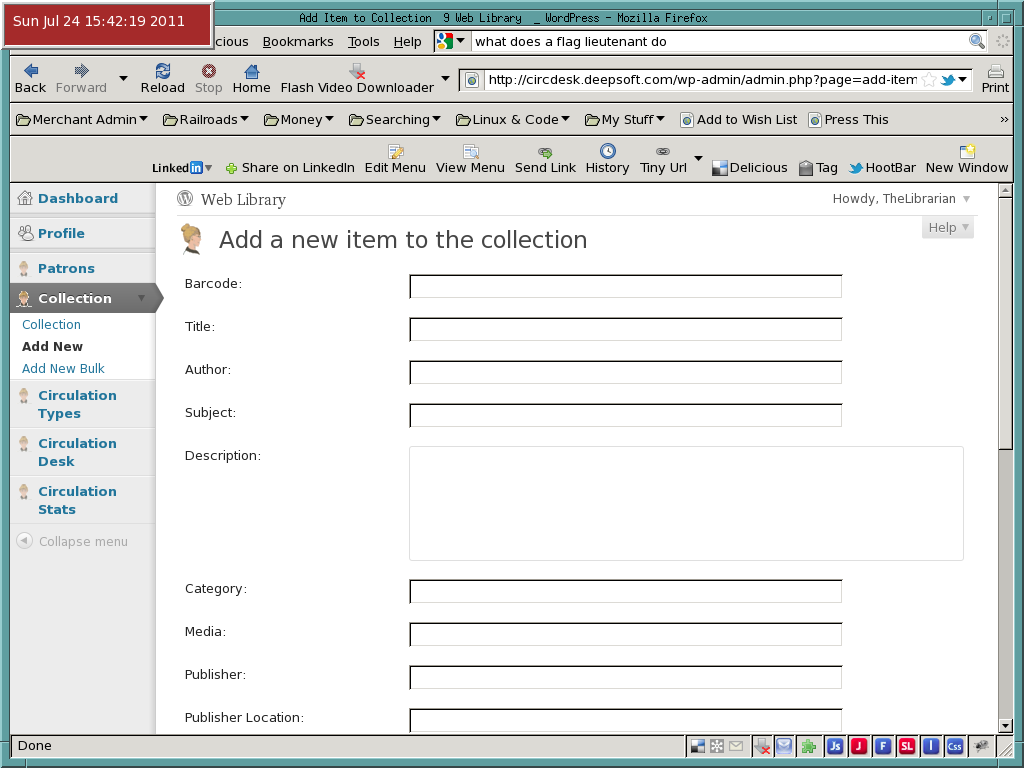 Sun Jul 24 15:42:19 2011
Add Item to Collection 9 Web Library _ WordPress - Mozilla Firefox
cious Bookmarks Tools Help what does a flag lieutenant do
Back Forward Reload Stop Home Flash Video Downloader http://circdesk.deepsoft.com/wp-admin/admin.php?page=add-item Print
Merchant Admin Railroads Money Searching Linux & Code My Stuff Add to Wish List Press This »
Linked in Share on LinkedIn Edit Menu View Menu Send Link History Tiny Url Delicious Tag HootBar New Window
Dashboard
Profile
Patrons
Collection
Collection
Add New
Add New Bulk
Circulation
Types
Circulation
Desk
Circulation
Stats
Collapse menu
Web Library
Howdy, TheLibrarian
Help
Add a new item to the collection
Barcode:
Title:
Author:
Subject:
Description:
Category:
Media:
Publisher:
Publisher Location:
Done
Js J F SL I Css